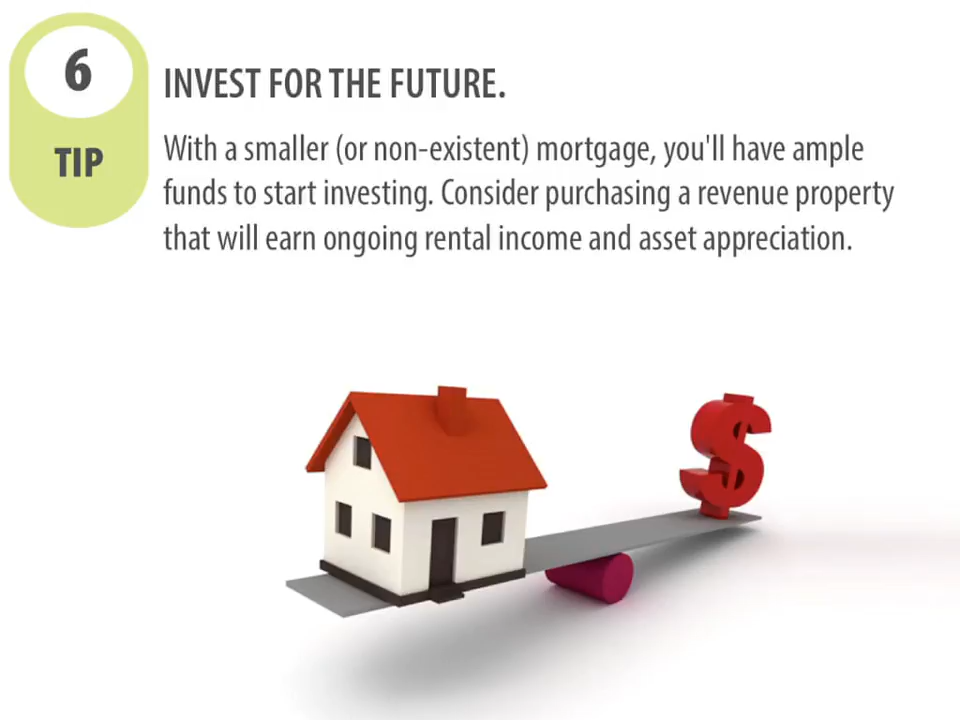 6
TIP
INVEST FOR THE FUTURE.
With a smaller (or non-existent) mortgage, you'll have ample
funds to start investing. Consider purchasing a revenue property
that will earn ongoing rental income and asset appreciation.
$